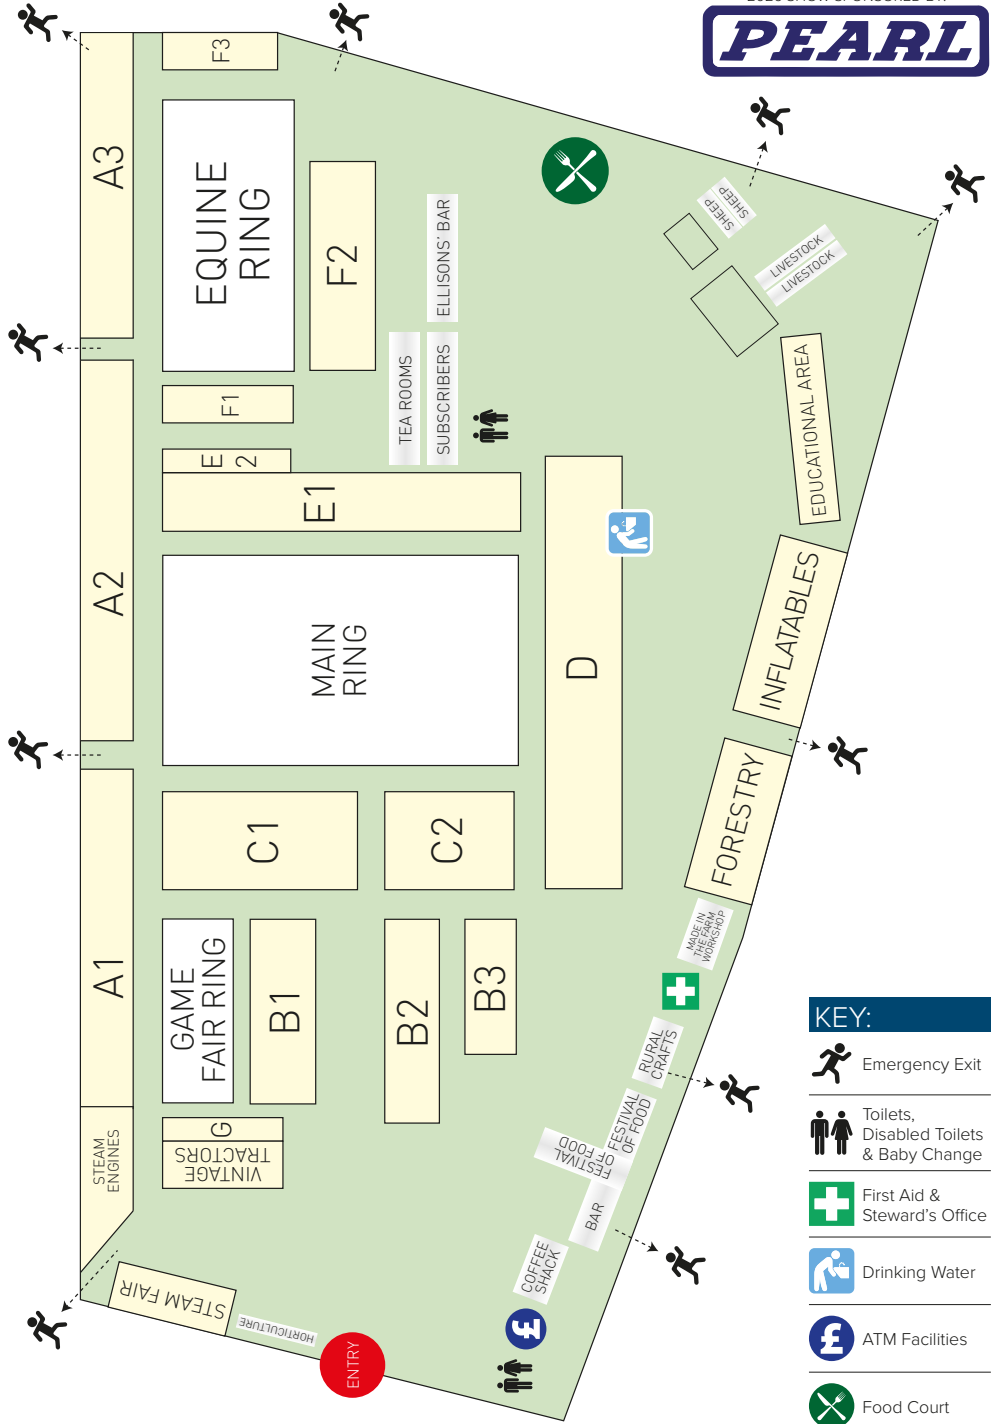 PEARL
F3
A3
EQUINE
RING
F2
ELLISONS' BAR
SHEEP
SHEEP
LIVESTOCK
LIVESTOCK
TEA ROOMS
SUBSCRIBERS
F1
E
2
E1
EDUCATIONAL AREA
A2
MAIN
RING
D
INFLATABLES
C1
C2
FORESTRY
A1
GAME
FAIR RING
B1
B2
B3
MADE IN
THE FARM
WORKSHOP
RURAL
CRAFTS
G
VINTAGE
TRACTORS
STEAM
ENGINES
FESTIVAL
OF FOOD
FESTIVAL
OF FOOD
BAR
COFFEE
SHACK
£
STEAM FAIR
HORTICULTURE
ENTRY
KEY:
Emergency Exit
Toilets,
Disabled Toilets
& Baby Change
First Aid &
Steward's Office
Drinking Water
£
ATM Facilities
Food Court